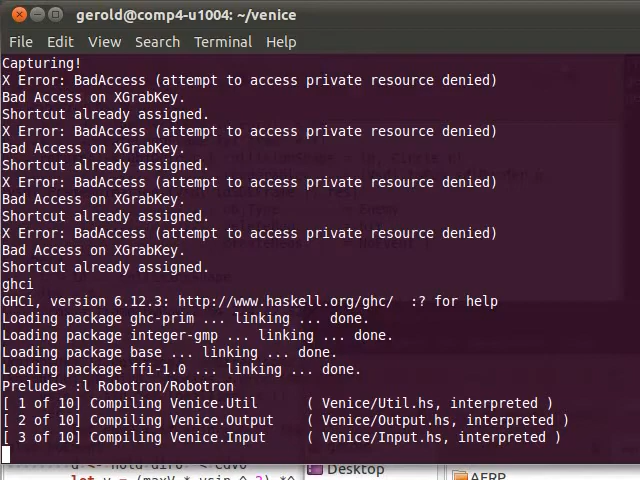 gerold@comp4-u1004: ~/venice
File Edit View Search Terminal Help
Capturing!
X Error: BadAccess (attempt to access private resource denied)
Bad Access on XGrabKey.
Shortcut already assigned.
X Error: BadAccess (attempt to access private resource denied)
Bad Access on XGrabKey.
Shortcut already assigned.
X Error: BadAccess (attempt to access private resource denied)
Bad Access on XGrabKey.
Shortcut already assigned.
X Error: BadAccess (attempt to access private resource denied)
Bad Access on XGrabKey.
Shortcut already assigned.
ghci
GHCi, version 6.12.3: http://www.haskell.org/ghc/  :? for help
Loading package ghc-prim ... linking ... done.
Loading package integer-gmp ... linking ... done.
Loading package base ... linking ... done.
Loading package ffi-1.0 ... linking ... done.
Prelude> :l Robotron/Robotron
[ 1 of 10] Compiling Venice.Util      ( Venice/Util.hs, interpreted )
[ 2 of 10] Compiling Venice.Output    ( Venice/Output.hs, interpreted )
[ 3 of 10] Compiling Venice.Input     ( Venice/Input.hs, interpreted )
Desktop